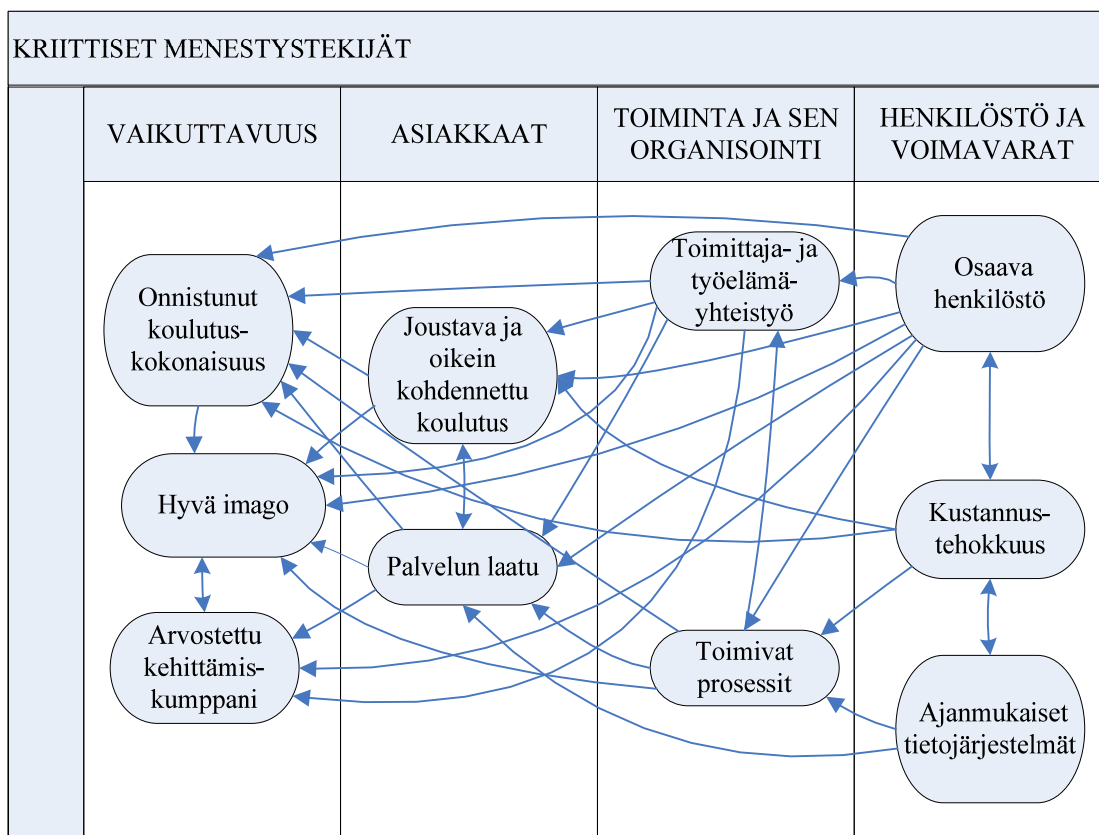 KRIITTISET MENESTYSTEKIJÄT
VAIKUTTAVUUS
ASIAKKAAT
TOIMINTA JA SEN
ORGANISOINTI
HENKILÖSTÖ JA
VOIMAVARAT
Onnistunut
koulutus-
kokonaisuus
Hyvä imago
Arvostettu
kehittämis-
kumppani
Joustava ja
oikein
kohdennettu
koulutus
Palvelun laatu
Toimittaja- ja
työelämä-
yhteistyö
Toimivat
prosessit
Osaava
henkilöstö
Kustannus-
tehokkuus
Ajanmukaiset
tietojärjestelmät